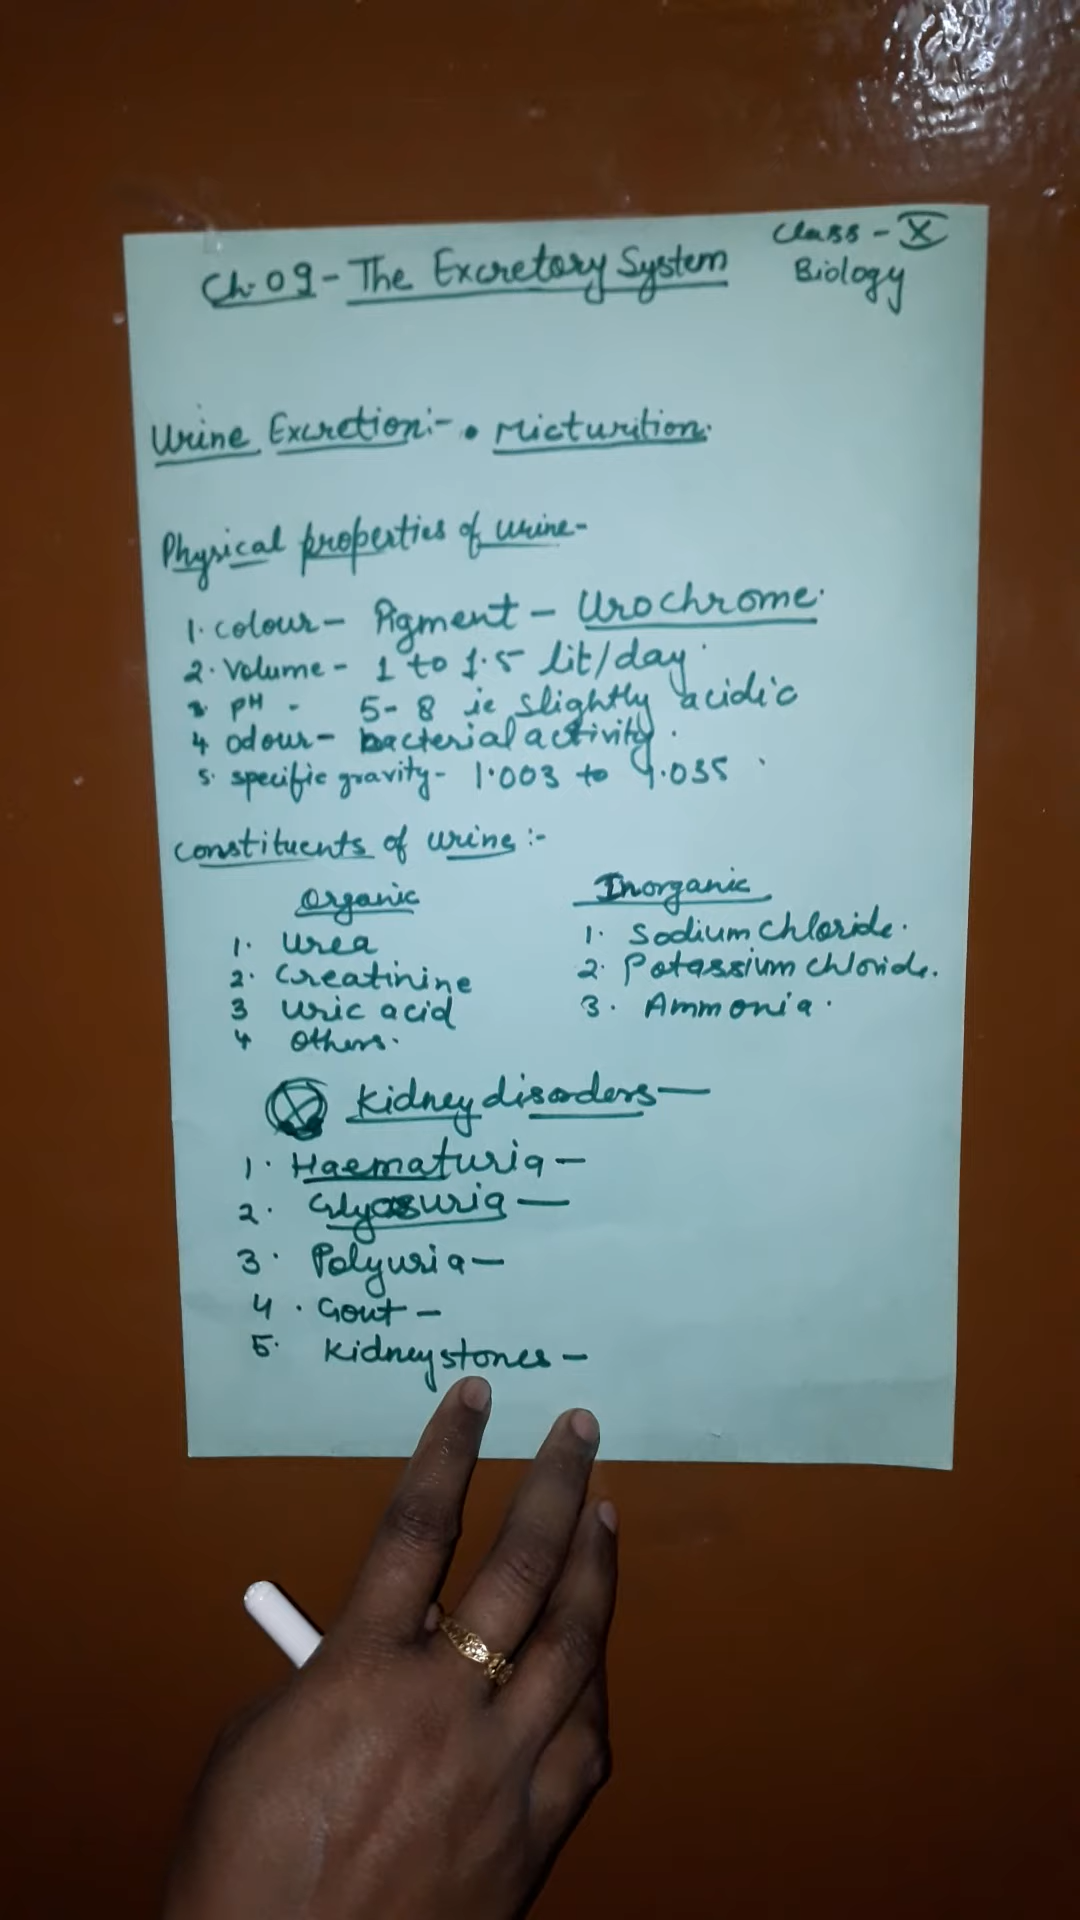 Class - X
Ch. 09 - The Excretory System
Biology
Urine Excretion:- • Micturition.
Physical properties of urine-
1. colour - Pigment - Urochrome.
2. Volume - 1 to 1.5 lit/day.
3. pH - 5-8 ie slightly acidic
4 odour - bacterial activity.
5. specific gravity - 1.003 to 1.035
constituents of urine :-
Organic Inorganic
1. Urea 1. Sodium chloride.
2. Creatinine 2. Potassium chloride.
3 Uric acid 3. Ammonia.
4 Others.
Kidney disorders —
1. Haematuria -
2. Glyosuria —
3. Polyuria -
4. Gout -
5. Kidney stones -